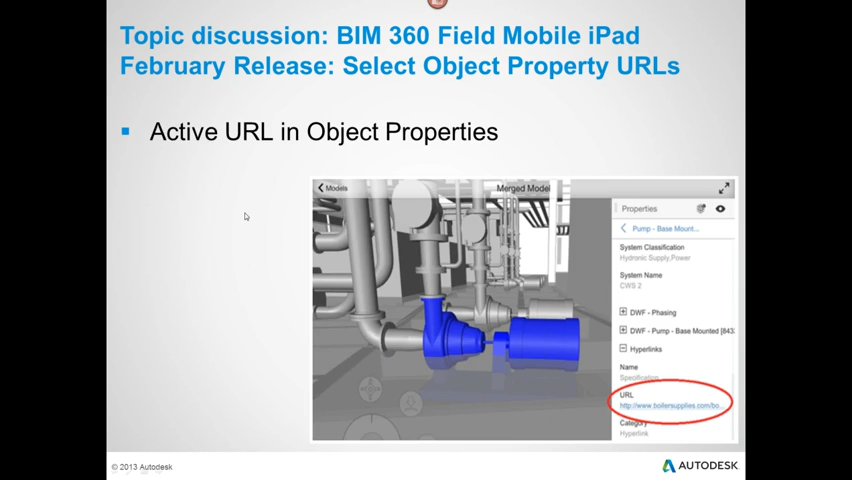 Topic discussion: BIM 360 Field Mobile iPad
February Release: Select Object Property URLs
Active URL in Object Properties
Models
Merged Model
Properties
Pump - Base Mount...
System Classification
Hydronic Supply,Power
System Name
CWS 2
DWF - Phasing
DWF - Pump - Base Mounted [843
Hyperlinks
Name
Specification
URL
http://www.boilersupplies.com/bo...
Category
Hyperlink
© 2013 Autodesk
AUTODESK